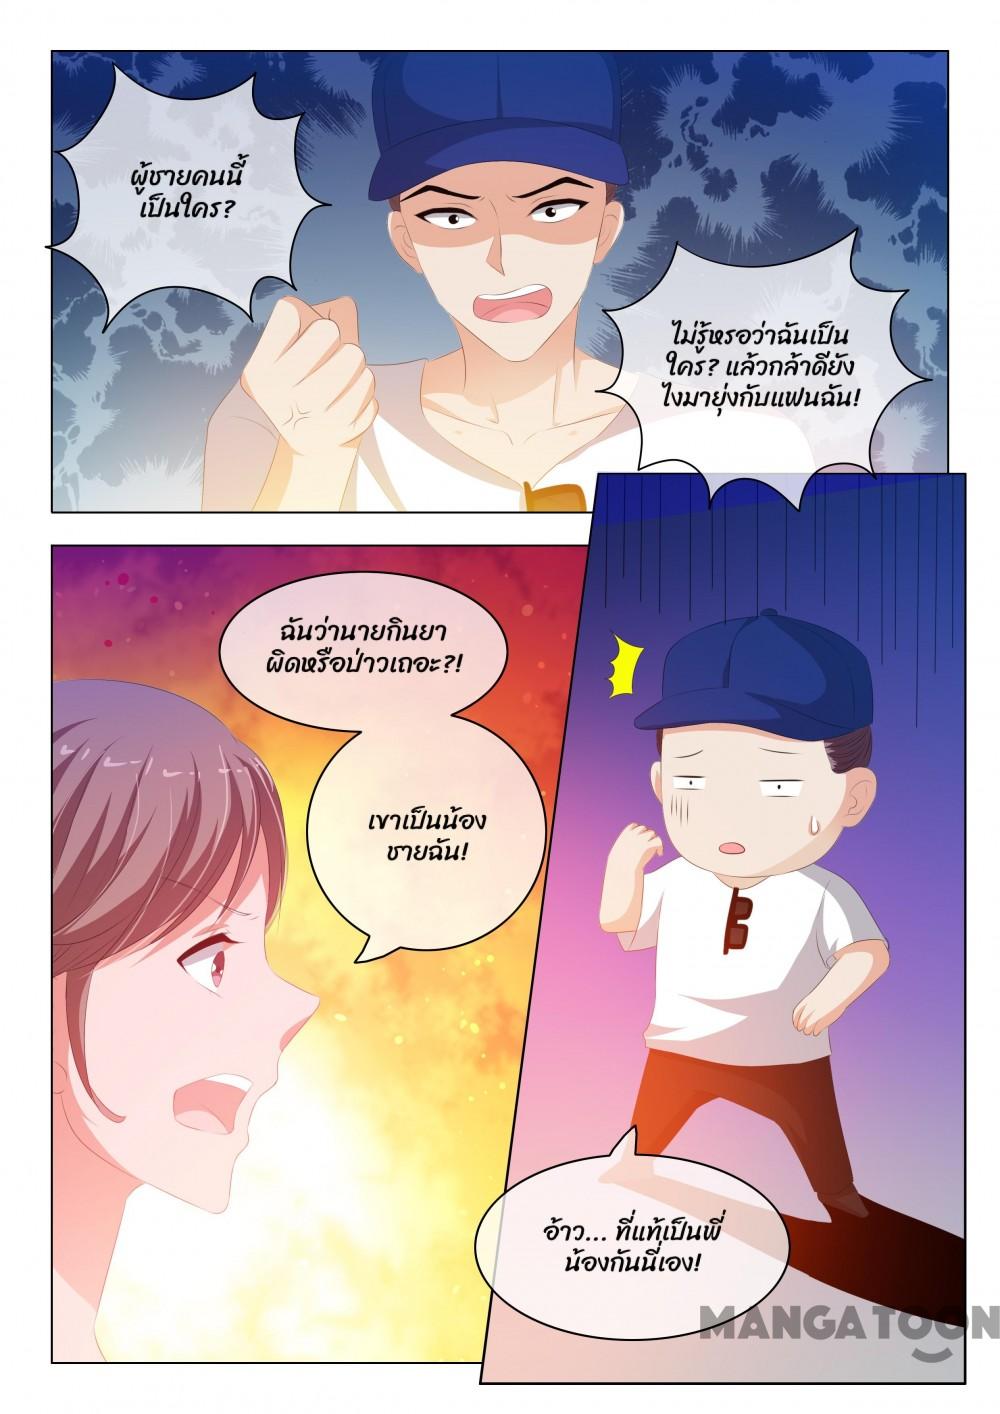 ผู้ชายคนนี้
เป็นใคร?
ไม่รู้หรอว่าฉันเป็น
ใคร? แล้วกล้าดียัง
ไงมายุ่งกับแฟนฉัน!
ฉันว่านายกินยา
ผิดหรือป่าวเถอะ?!
เขาเป็นน้อง
ชายฉัน!
อ้าว... ที่แท้เป็นพี่
น้องกันนี่เอง!
MANGATOON